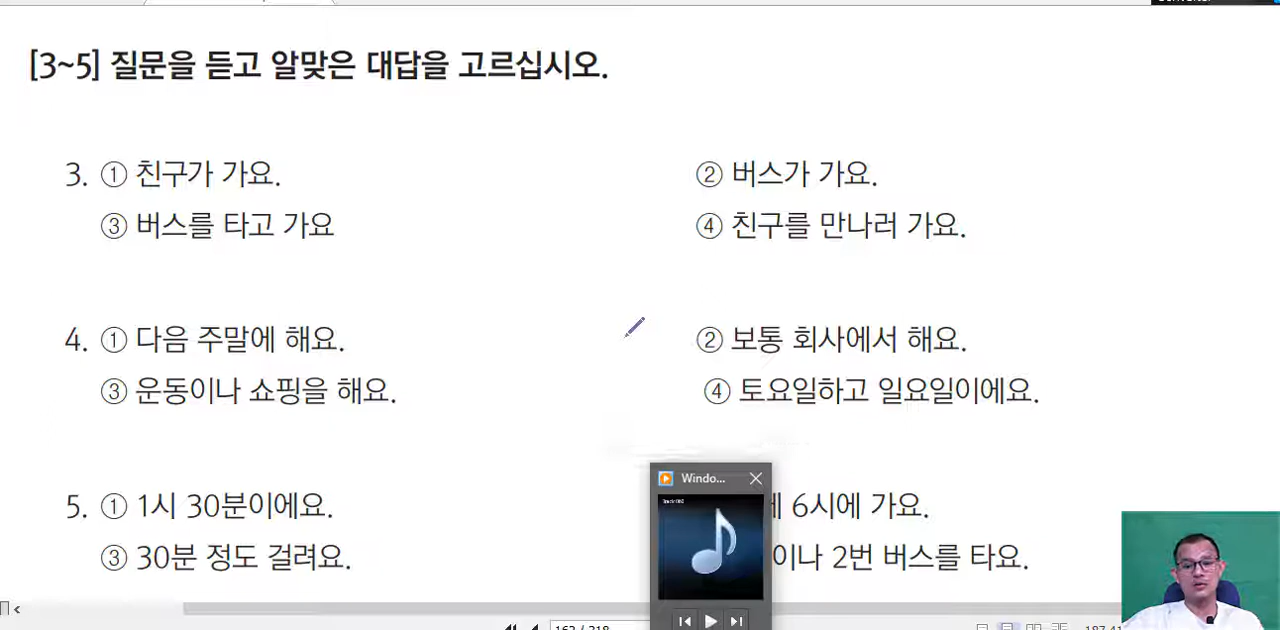 [3~5] 질문을 듣고 알맞은 대답을 고르십시오.
3. ① 친구가 가요. ② 버스가 가요.
③ 버스를 타고 가요 ④ 친구를 만나러 가요.
4. ① 다음 주말에 해요. ② 보통 회사에서 해요.
③ 운동이나 쇼핑을 해요. ④ 토요일하고 일요일이에요.
5. ① 1시 30분이에요. 6시에 가요.
③ 30분 정도 걸려요. 이나 2번 버스를 타요.
Windo...